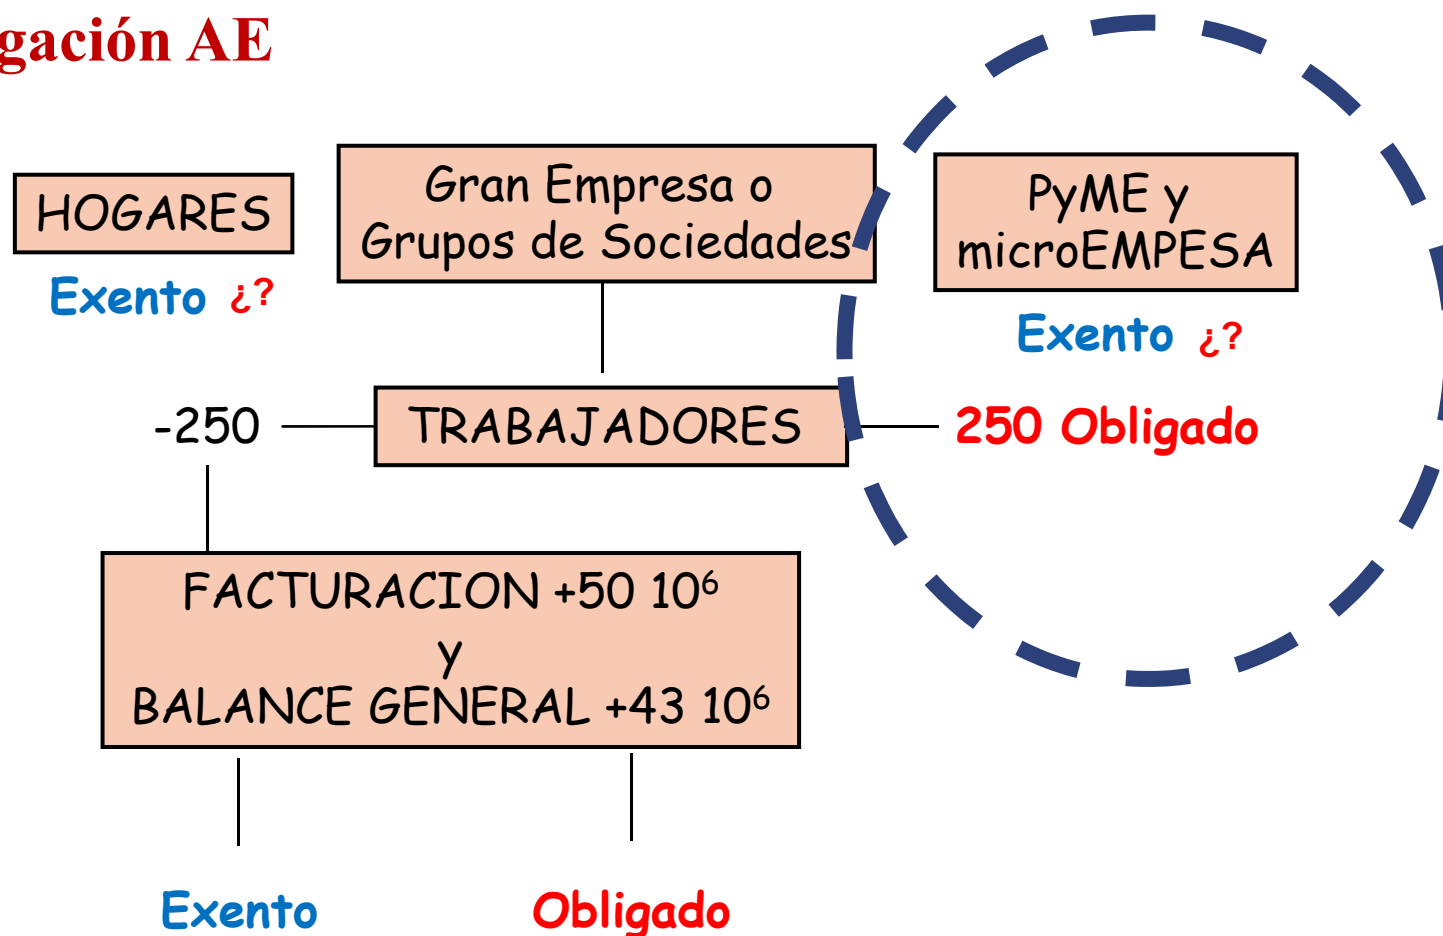 gación AE
HOGARES
Exento ¿?
Gran Empresa o
Grupos de Sociedades
PyME y
microEMPESA
Exento ¿?
-250
TRABAJADORES
250 Obligado
FACTURACION +50 10⁶
y
BALANCE GENERAL +43 10⁶
Exento
Obligado